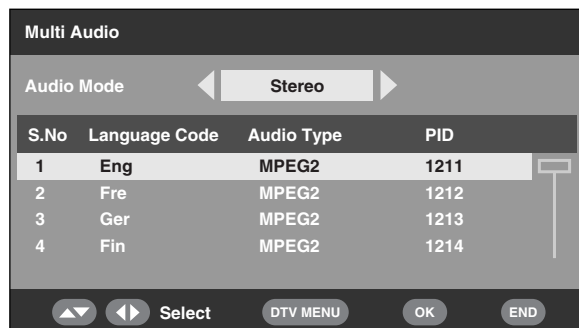 Multi Audio
Audio Mode Stereo
S.No Language Code Audio Type PID
1 Eng MPEG2 1211
2 Fre MPEG2 1212
3 Ger MPEG2 1213
4 Fin MPEG2 1214
Select DTV MENU OK END